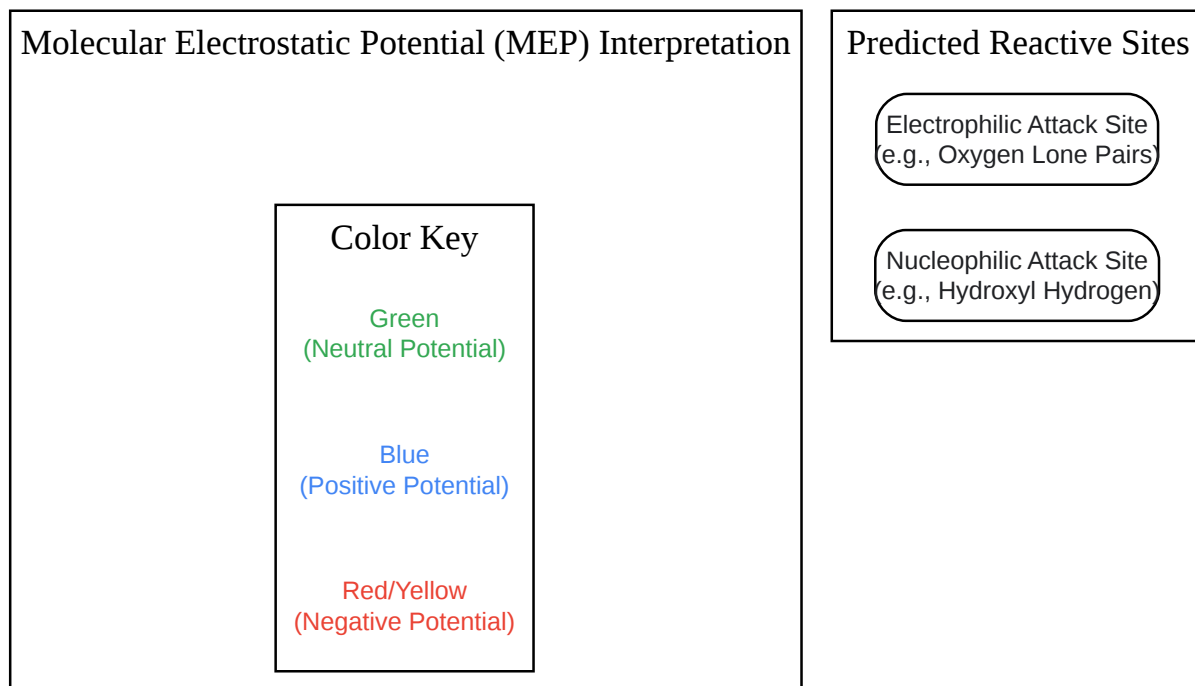 Molecular Electrostatic Potential (MEP) Interpretation
Color Key
Green
(Neutral Potential)
Blue
(Positive Potential)
Red/Yellow
(Negative Potential)
Predicted Reactive Sites
Electrophilic Attack Site
(e.g., Oxygen Lone Pairs)
Nucleophilic Attack Site
(e.g., Hydroxyl Hydrogen)